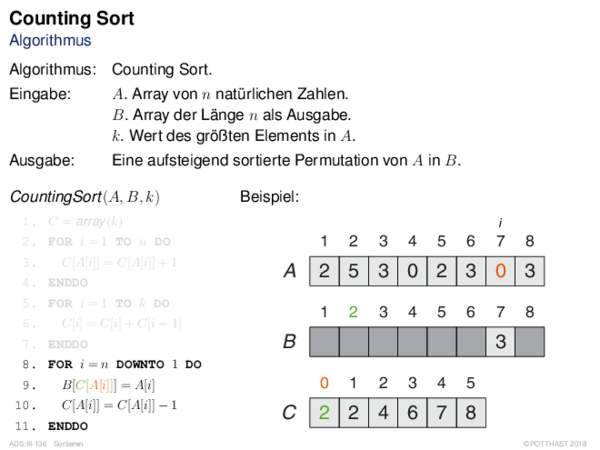 Counting Sort
Algorithmus
Algorithmus: Counting Sort.
Eingabe: A. Array von n natürlichen Zahlen.
B. Array der Länge n als Ausgabe.
k. Wert des größten Elements in A.
Ausgabe: Eine aufsteigend sortierte Permutation von A in B.
CountingSort(A, B, k)
1. C = array(k)
2. FOR i = 1 TO n DO
3. C[A[i]] = C[A[i]] + 1
4. ENDDO
5. FOR i = 1 TO k DO
6. C[i] = C[i] + C[i − 1]
7. ENDDO
8. FOR i = n DOWNTO 1 DO
9. B[C[A[i]]] = A[i]
10. C[A[i]] = C[A[i]] − 1
11. ENDDO
Beispiel:
i
1 2 3 4 5 6 7 8
A 2 5 3 0 2 3 0 3
1 2 3 4 5 6 7 8
B 3
0 1 2 3 4 5
C 2 2 4 6 7 8
ADS:III-136 Sortieren
© POTTHAST 2018